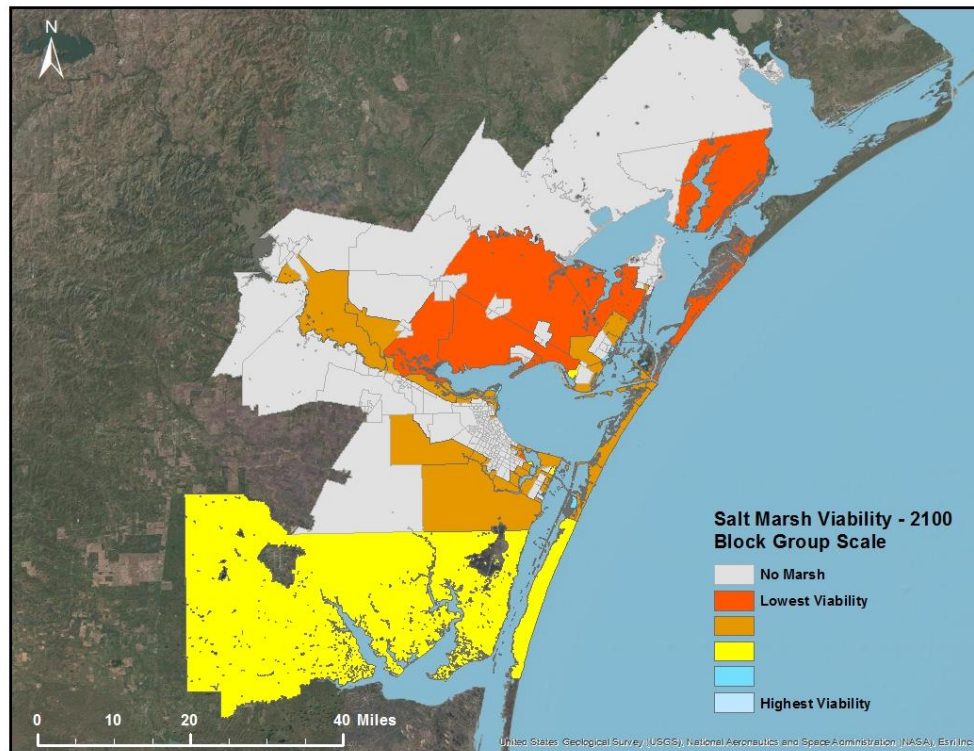 N
Salt Marsh Viability - 2100
Block Group Scale
No Marsh
Lowest Viability
Highest Viability
0 10 20 40 Miles
United States Geological Survey (USGS), National Aeronautics and Space Administration (NASA), Esri, Inc